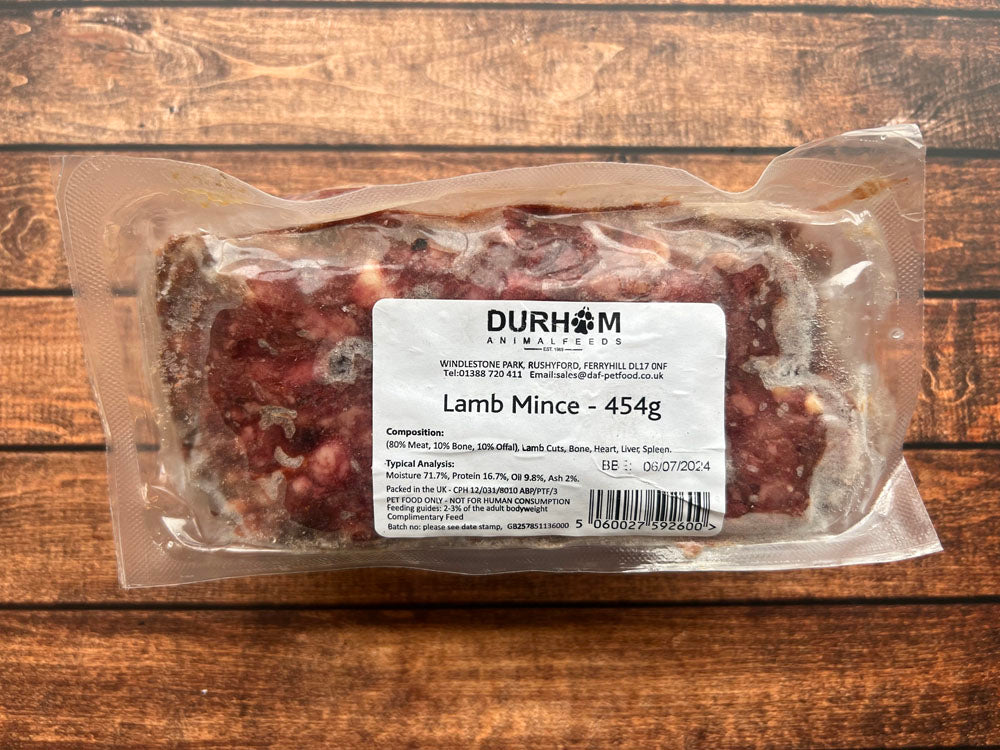 DURHAM
ANIMALFEEDS
EST. 1969
WINDLESTONE PARK, RUSHYFORD, FERRYHILL DL17 0NF
Tel:01388 720 411 Email:sales@daf-petfood.co.uk
Lamb Mince - 454g
Composition:
(80% Meat, 10% Bone, 10% Offal), Lamb Cuts, Bone, Heart, Liver, Spleen.
Typical Analysis:
Moisture 71.7%, Protein 16.7%, Oil 9.8%, Ash 2%.
BBE: 06/07/2024
Packed in the UK - CPH 12/031/8010 ABP/PTF/3
PET FOOD ONLY - NOT FOR HUMAN CONSUMPTION
Feeding guides: 2-3% of the adult bodyweight
Complimentary Feed
Batch no: please see date stamp, GB257851136000
5 060027 592600 >